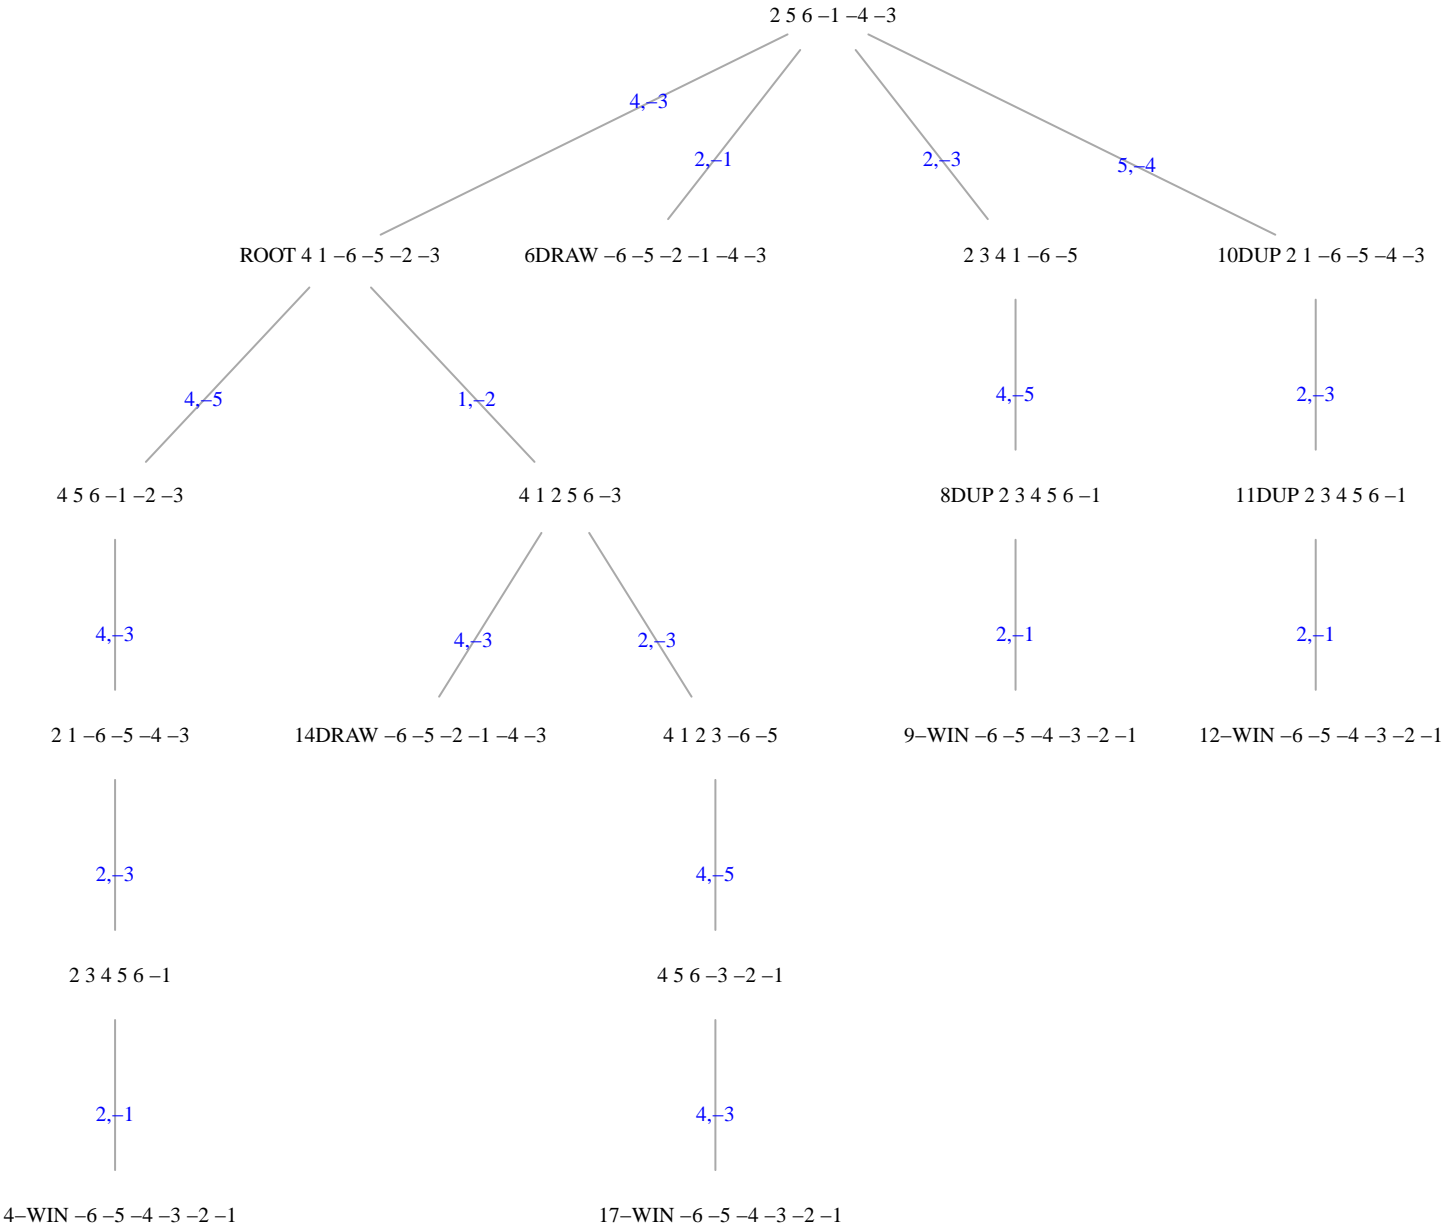 2 5 6 –1 –4 –3
4,–3
2,–1
2,–3
5,–4
ROOT 4 1 –6 –5 –2 –3
6DRAW –6 –5 –2 –1 –4 –3
2 3 4 1 –6 –5
10DUP 2 1 –6 –5 –4 –3
4,–5
1,–2
4,–5
2,–3
4 5 6 –1 –2 –3
4 1 2 5 6 –3
8DUP 2 3 4 5 6 –1
11DUP 2 3 4 5 6 –1
4,–3
4,–3
2,–3
2,–1
2,–1
2 1 –6 –5 –4 –3
14DRAW –6 –5 –2 –1 –4 –3
4 1 2 3 –6 –5
9–WIN –6 –5 –4 –3 –2 –1
12–WIN –6 –5 –4 –3 –2 –1
2,–3
4,–5
2 3 4 5 6 –1
4 5 6 –3 –2 –1
2,–1
4,–3
4–WIN –6 –5 –4 –3 –2 –1
17–WIN –6 –5 –4 –3 –2 –1